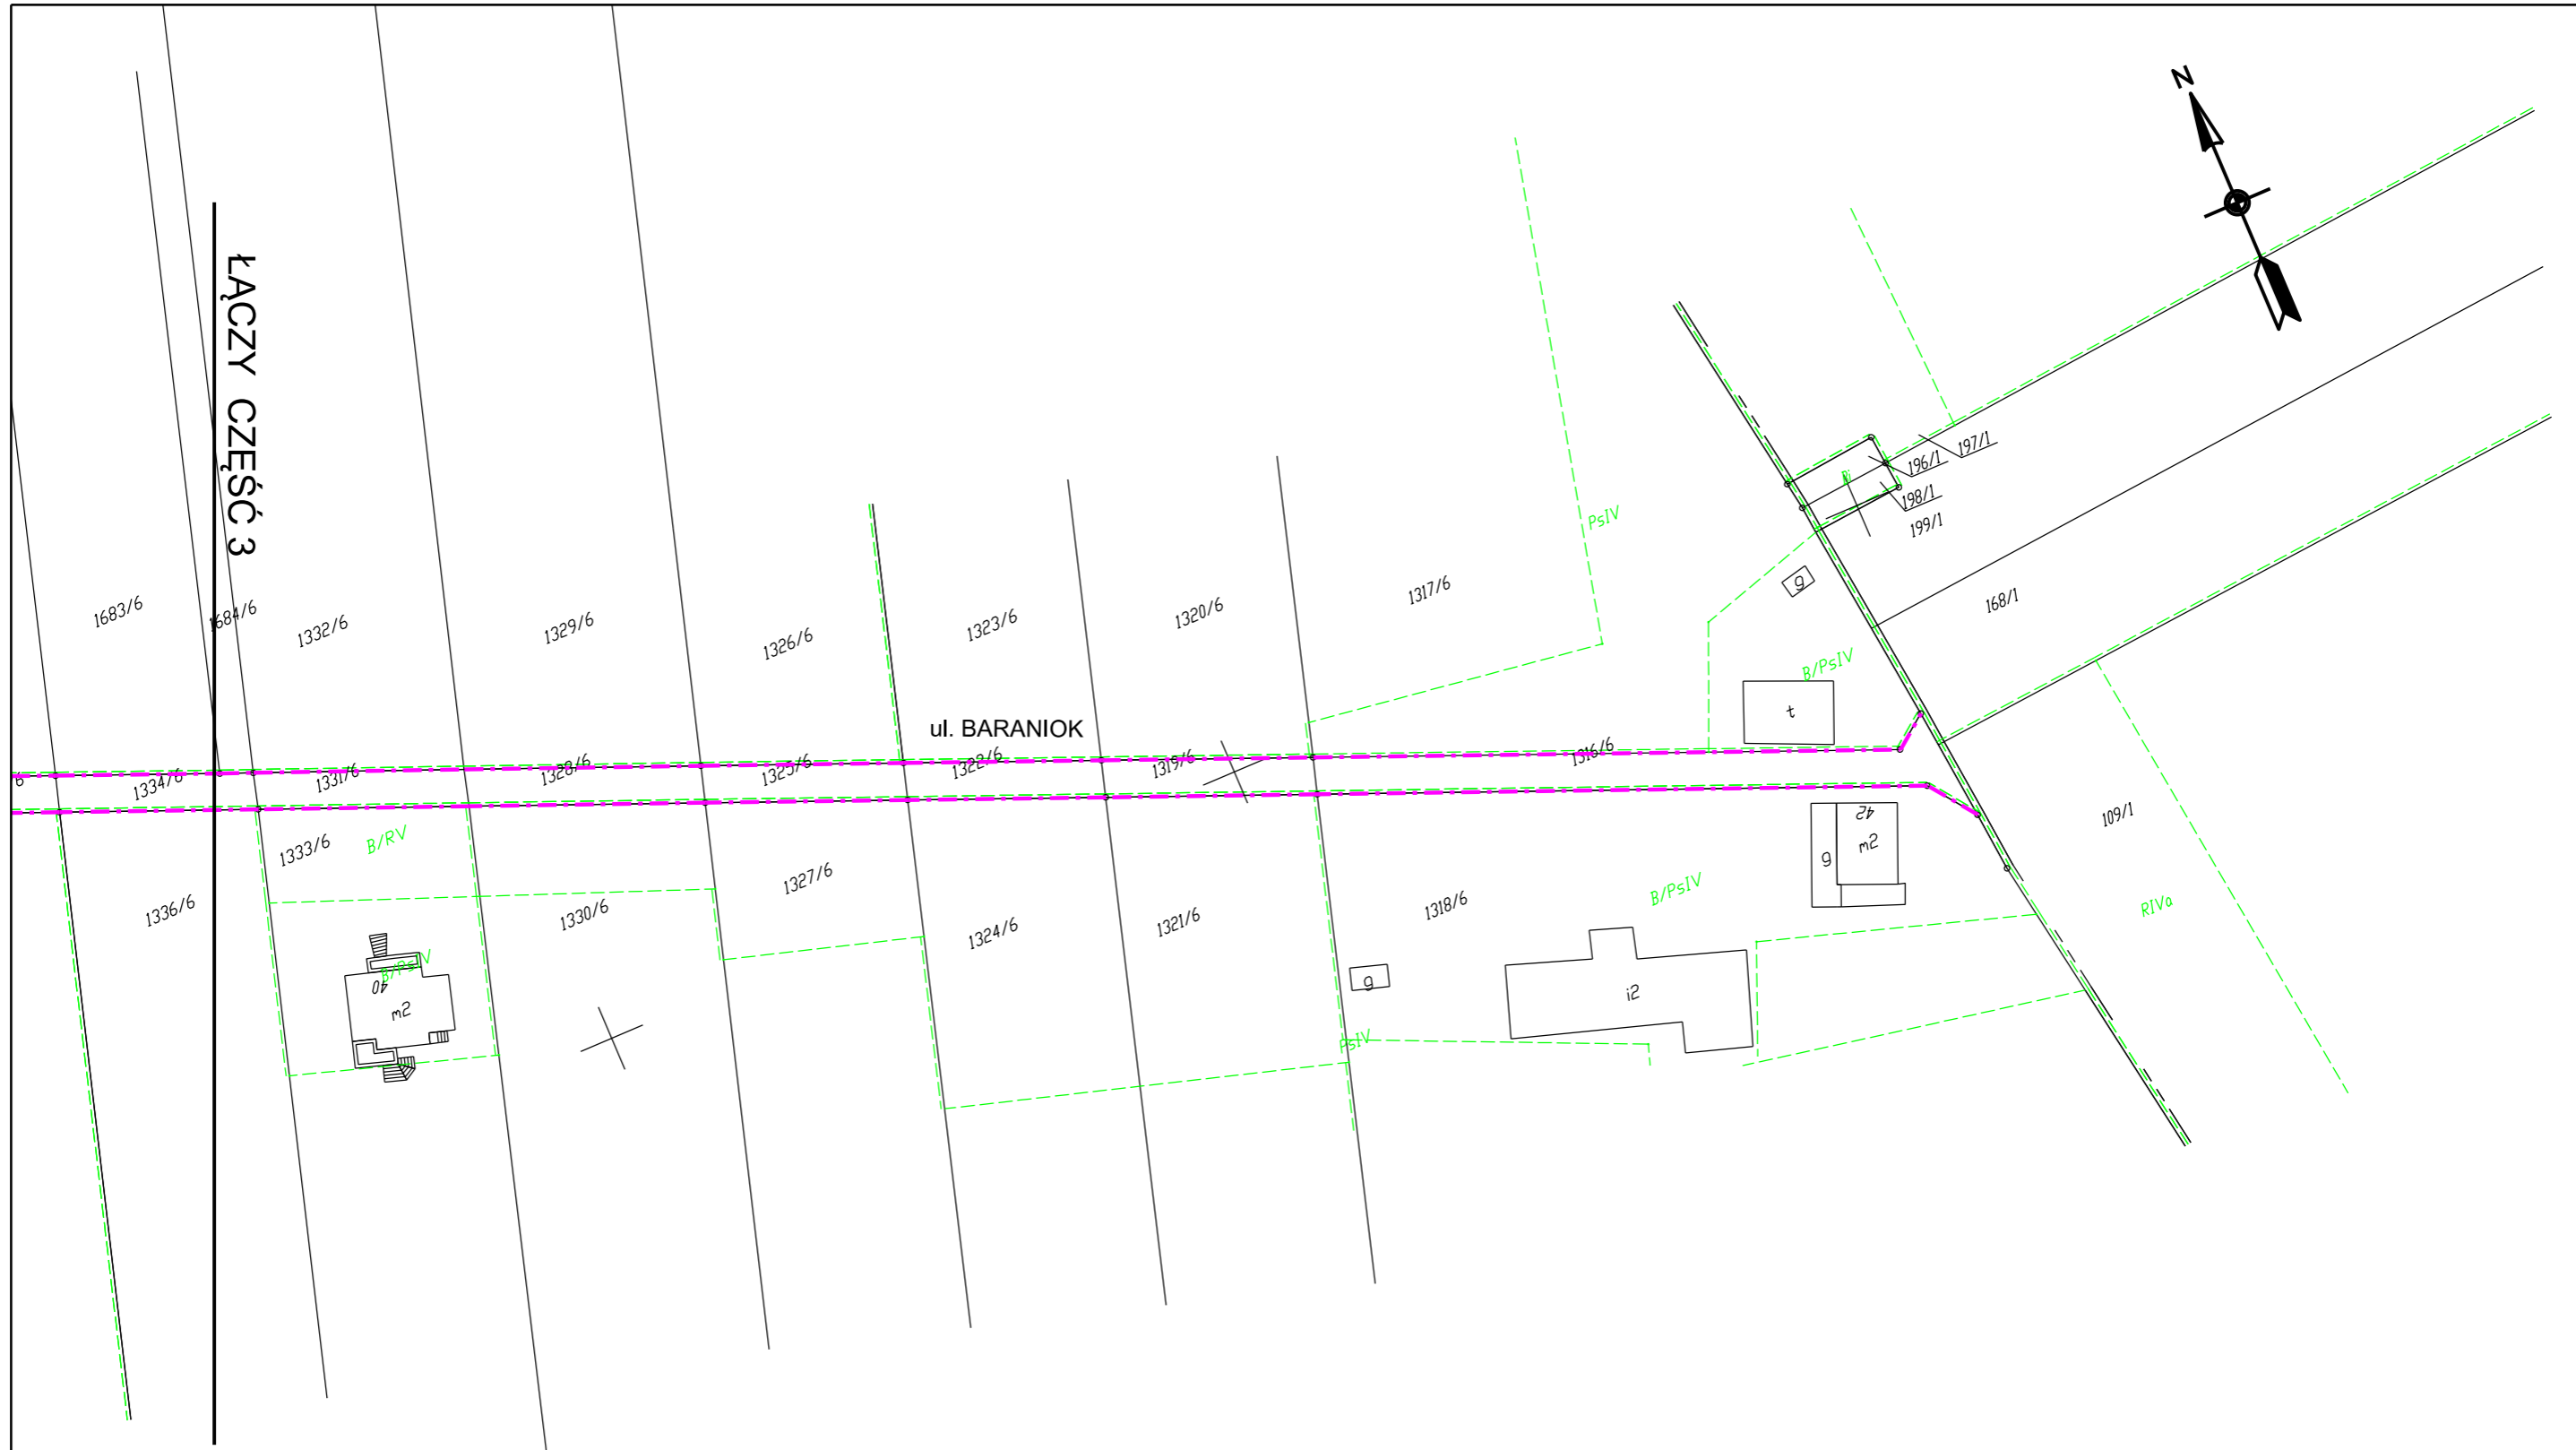 N
ŁĄCZY CZĘŚĆ 3
197/1
196/1
Bi
198/1
199/1
PsIV
g
168/1
1317/6
1320/6
1323/6
1326/6
1329/6
1332/6
1684/6
1683/6
B/PsIV
t
ul. BARANIOK
6
1334/6
1331/6
1328/6
1325/6
1322/6
1319/6
1316/6
109/1
42
m2
g
B/RV
1333/6
1336/6
1330/6
1327/6
1324/6
1321/6
1318/6
B/PsIV
RIVa
B/PsIV
40
m2
g
i2
PsIV